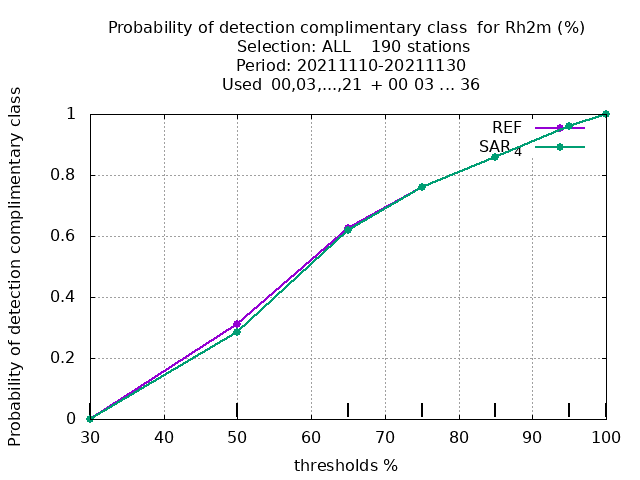 Probability of detection complimentary class  for Rh2m (%)
Selection: ALL    190 stations
Period: 20211110-20211130
Used  00,03,...,21  + 00 03 ... 36
Probability of detection complimentary class
1
0.8
0.6
0.4
0.2
0
REF
SAR4
30 40 50 60 70 80 90 100
thresholds %